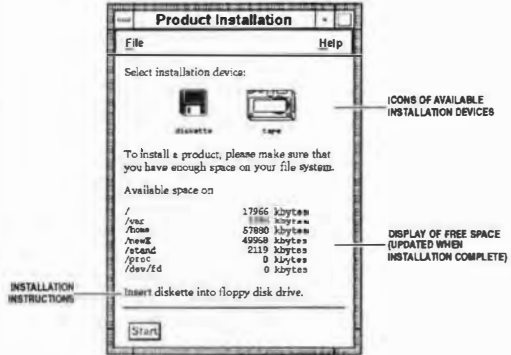 Product Installation
File Help
Select installation device:
diskette tape
ICONS OF AVAILABLE
INSTALLATION DEVICES
To install a product, please make sure that
you have enough space on your file system.
Available space on
/ 17966 kbytes
/var kbytes
/home 57880 kbytes
/newX 49968 kbytes
/stand 2119 kbytes
/proc 0 kbytes
/dev/fd 0 kbytes
DISPLAY OF FREE SPACE
(UPDATED WHEN
INSTALLATION COMPLETE)
INSTALLATION
INSTRUCTIONS
Insert diskette into floppy disk drive.
Start